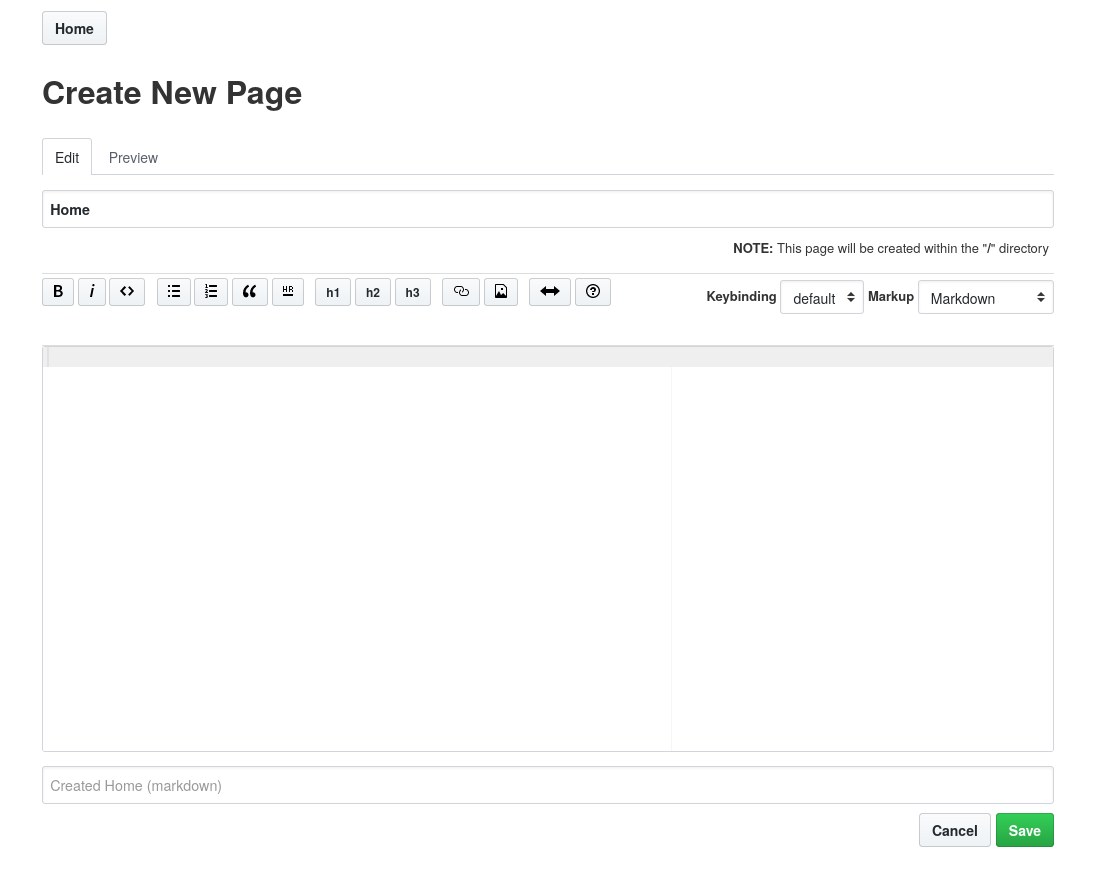 Home
Create New Page
Edit Preview
Home
NOTE: This page will be created within the "/" directory
B i <> HR h1 h2 h3 Keybinding default Markup Markdown
Created Home (markdown)
Cancel Save